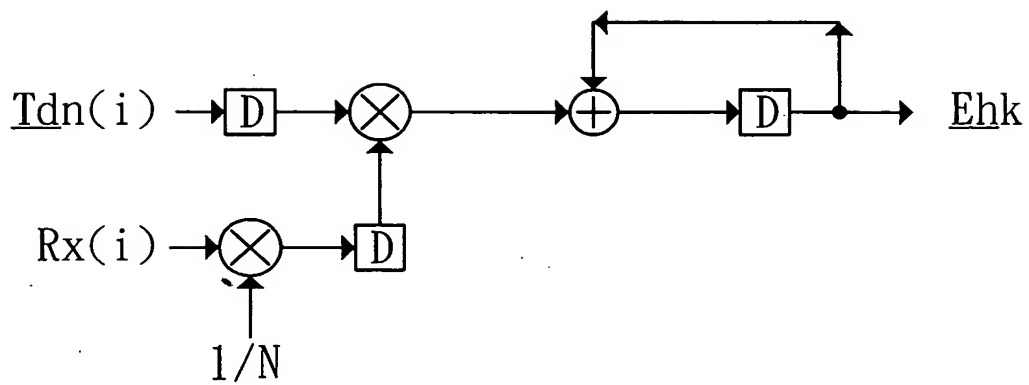 Tdn(i)
D
D
Ehk
Rx(i)
D
1/N